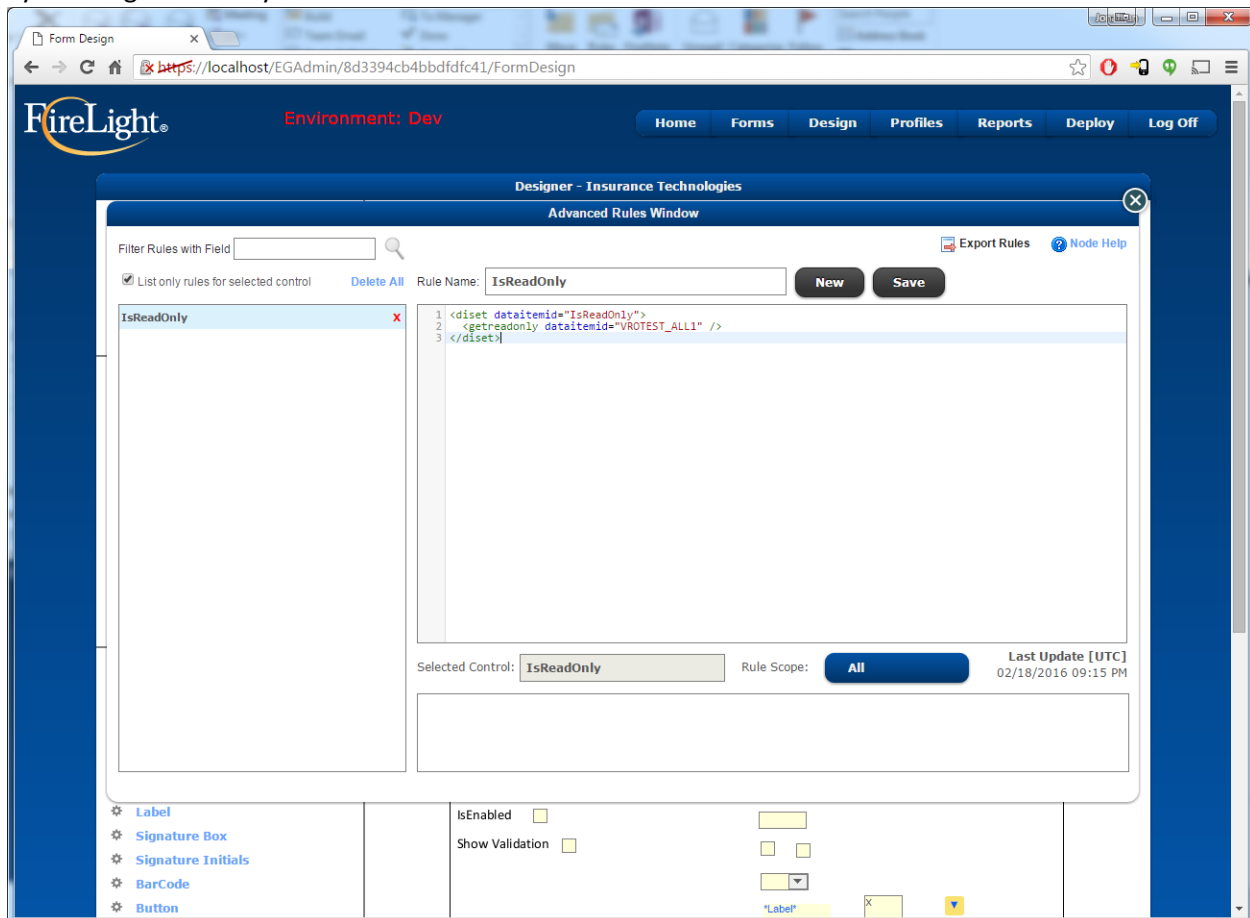 Form Design
https://localhost/EGAdmin/8d3394cb4bbdfdfc41/FormDesign
FireLight®
Environment: Dev
Home Forms Design Profiles Reports Deploy Log Off
Designer - Insurance Technologies
Advanced Rules Window
Filter Rules with Field
Export Rules
Node Help
List only rules for selected control
Delete All
Rule Name: IsReadOnly
New
Save
IsReadOnly X
1 <diset dataitemid="IsReadOnly">
2 <getreadonly dataitemid="VROTEST_ALL1" />
3 </diset>
Selected Control: IsReadOnly
Rule Scope: All
Last Update [UTC]
02/18/2016 09:15 PM
Label
Signature Box
Signature Initials
BarCode
Button
IsEnabled
Show Validation
*Label*
X